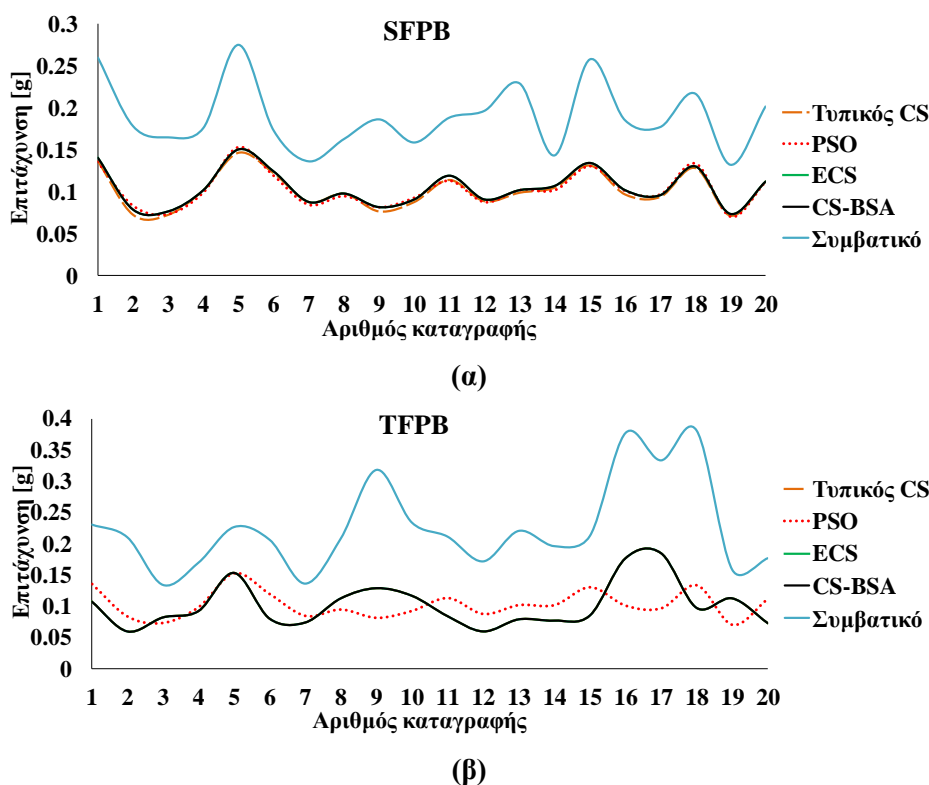 SFPB
Επιτάχυνση [g]
0.3
0.25
0.2
0.15
0.1
0.05
0
1 2 3 4 5 6 7 8 9 10 11 12 13 14 15 16 17 18 19 20
Αριθμός καταγραφής
Τυπικός CS
PSO
ECS
CS-BSA
Συμβατικό
(α)
TFPB
Επιτάχυνση [g]
0.4
0.35
0.3
0.25
0.2
0.15
0.1
0.05
0
1 2 3 4 5 6 7 8 9 10 11 12 13 14 15 16 17 18 19 20
Αριθμός καταγραφής
Τυπικός CS
PSO
ECS
CS-BSA
Συμβατικό
(β)